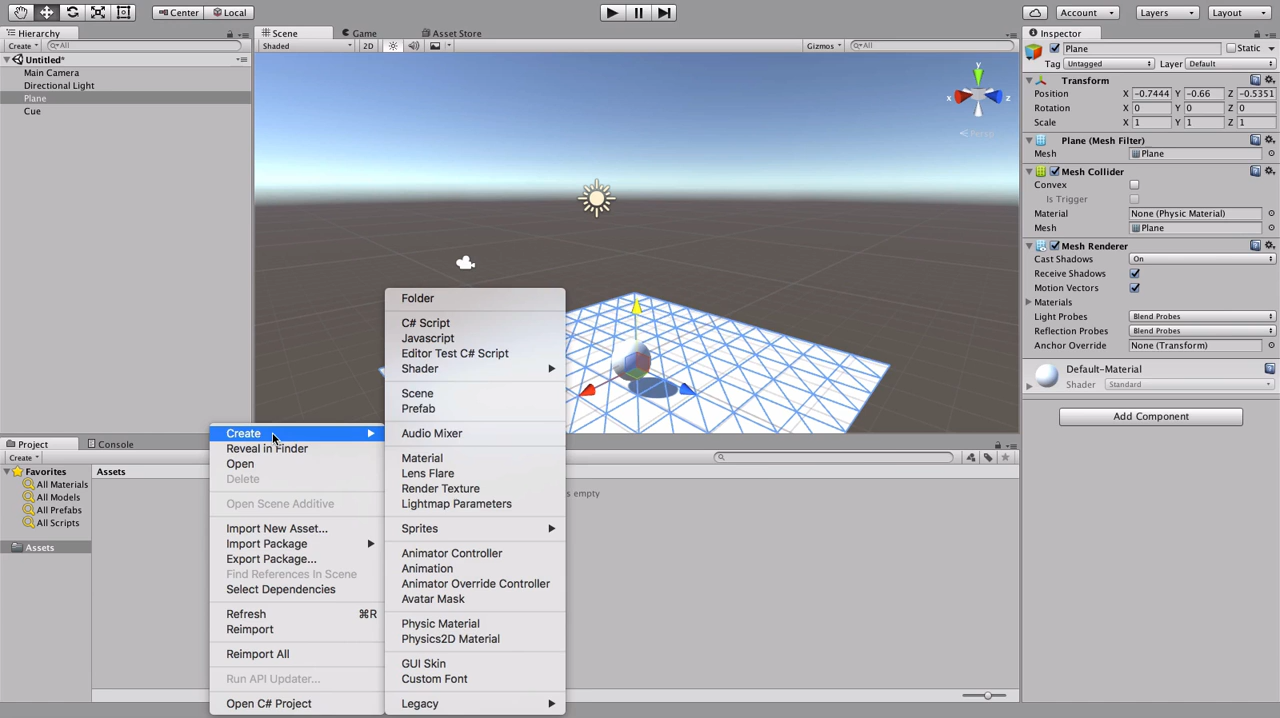 Center Local Account Layers Layout
Hierarchy Scene Game Asset Store Inspector
Create All Shaded 2D Gizmos All
Untitled*
Main Camera
Directional Light
Plane
Cue
y
x z
Persp
Plane Static
Tag Untagged Layer Default
Transform
Position X -0.7444 Y -0.66 Z -0.5351
Rotation X 0 Y 0 Z 0
Scale X 1 Y 1 Z 1
Plane (Mesh Filter)
Mesh Plane
Mesh Collider
Convex
Is Trigger
Material None (Physic Material)
Mesh Plane
Mesh Renderer
Cast Shadows On
Receive Shadows
Motion Vectors
Materials
Light Probes Blend Probes
Reflection Probes Blend Probes
Anchor Override None (Transform)
Default-Material
Shader Standard
Add Component
Project Console
Create
Favorites
All Materials
All Models
All Prefabs
All Scripts
Assets
Assets
s empty
Create
Reveal in Finder
Open
Delete
Open Scene Additive
Import New Asset...
Import Package
Export Package...
Find References In Scene
Select Dependencies
Refresh ⌘R
Reimport
Reimport All
Run API Updater...
Open C# Project
Folder
C# Script
Javascript
Editor Test C# Script
Shader
Scene
Prefab
Audio Mixer
Material
Lens Flare
Render Texture
Lightmap Parameters
Sprites
Animator Controller
Animation
Animator Override Controller
Avatar Mask
Physic Material
Physics2D Material
GUI Skin
Custom Font
Legacy